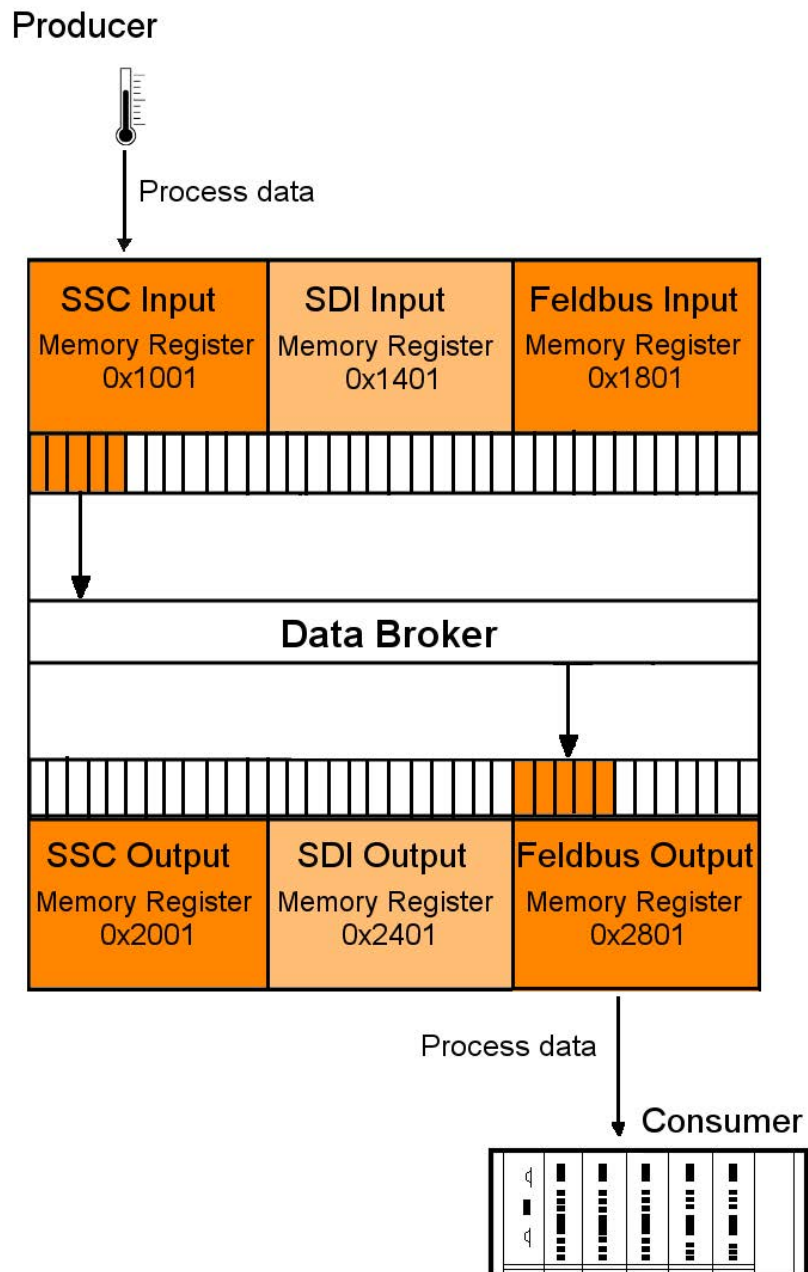 Producer
Process data
SSC Input
Memory Register
0x1001
SDI Input
Memory Register
0x1401
Feldbus Input
Memory Register
0x1801
Data Broker
SSC Output
Memory Register
0x2001
SDI Output
Memory Register
0x2401
Feldbus Output
Memory Register
0x2801
Process data
Consumer